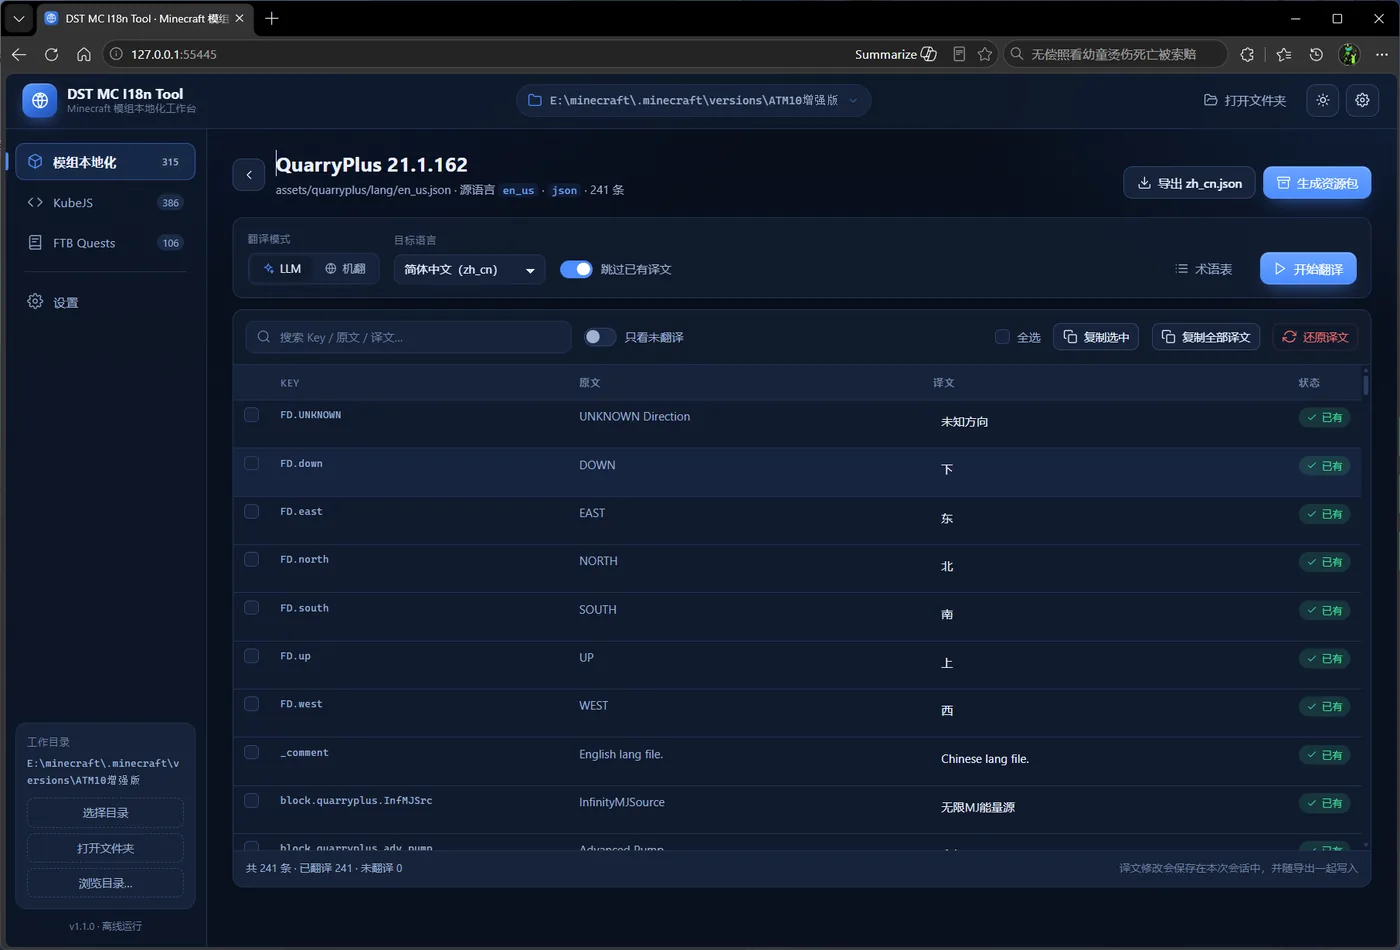 DST MC I18n Tool · Minecraft 模组
127.0.0.1:55445
Summarize
无偿照看幼童烫伤死亡被索赔
DST MC I18n Tool
Minecraft 模组本地化工作台
E:\minecraft\.minecraft\versions\ATM10增强版
打开文件夹
模组本地化 315
KubeJS 386
FTB Quests 106
设置
QuarryPlus 21.1.162
assets/quarryplus/lang/en_us.json · 源语言 en_us · json · 241 条
导出 zh_cn.json
生成资源包
翻译模式
目标语言
LLM
机翻
简体中文 (zh_cn)
跳过已有译文
术语表
开始翻译
搜索 Key / 原文 / 译文...
只看未翻译
全选
复制选中
复制全部译文
还原译文
KEY 原文 译文 状态
FD.UNKNOWN UNKNOWN Direction 未知方向 已有
FD.down DOWN 下 已有
FD.east EAST 东 已有
FD.north NORTH 北 已有
FD.south SOUTH 南 已有
FD.up UP 上 已有
FD.west WEST 西 已有
_comment English lang file. Chinese lang file. 已有
block.quarryplus.InfMJSrc InfinityMJSource 无限MJ能量源 已有
block.quarryplus.adv_pump Advanced Pump 已有
共 241 条 · 已翻译 241 · 未翻译 0
译文修改会保存在本次会话中，并随导出一起写入
工作目录
E:\minecraft\.minecraft\v
ersions\ATM10增强版
选择目录
打开文件夹
浏览目录...
v1.1.0 · 离线运行